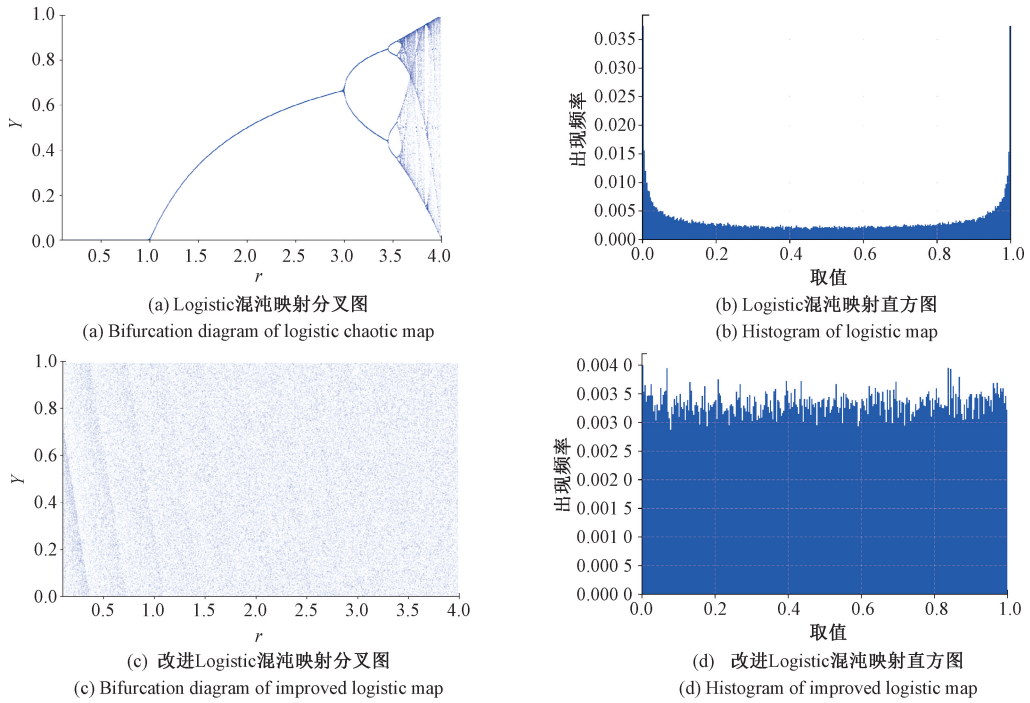 1.0
0.8
0.6
0.4
0.2
0.0
Y
0.5 1.0 1.5 2.0 2.5 3.0 3.5 4.0
r
(a) Logistic混沌映射分叉图
(a) Bifurcation diagram of logistic chaotic map
0.035
0.030
0.025
0.020
0.015
0.010
0.005
0.000
出现频率
0.0 0.2 0.4 0.6 0.8 1.0
取值
(b) Logistic混沌映射直方图
(b) Histogram of logistic map
1.0
0.8
0.6
0.4
0.2
0.0
Y
0.5 1.0 1.5 2.0 2.5 3.0 3.5 4.0
r
(c) 改进Logistic混沌映射分叉图
(c) Bifurcation diagram of improved logistic map
0.004 0
0.003 5
0.003 0
0.002 5
0.002 0
0.001 5
0.001 0
0.000 5
0.000 0
出现频率
0.0 0.2 0.4 0.6 0.8 1.0
取值
(d) 改进Logistic混沌映射直方图
(d) Histogram of improved logistic map